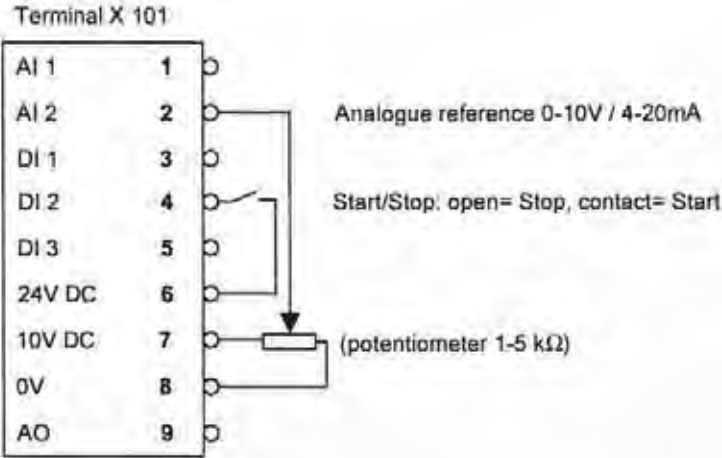 Terminal X 101
AI 1 1
AI 2 2 Analogue reference 0-10V / 4-20mA
DI 1 3
DI 2 4 Start/Stop: open= Stop, contact= Start
DI 3 5
24V DC 6
10V DC 7 (potentiometer 1-5 kΩ)
0V 8
AO 9